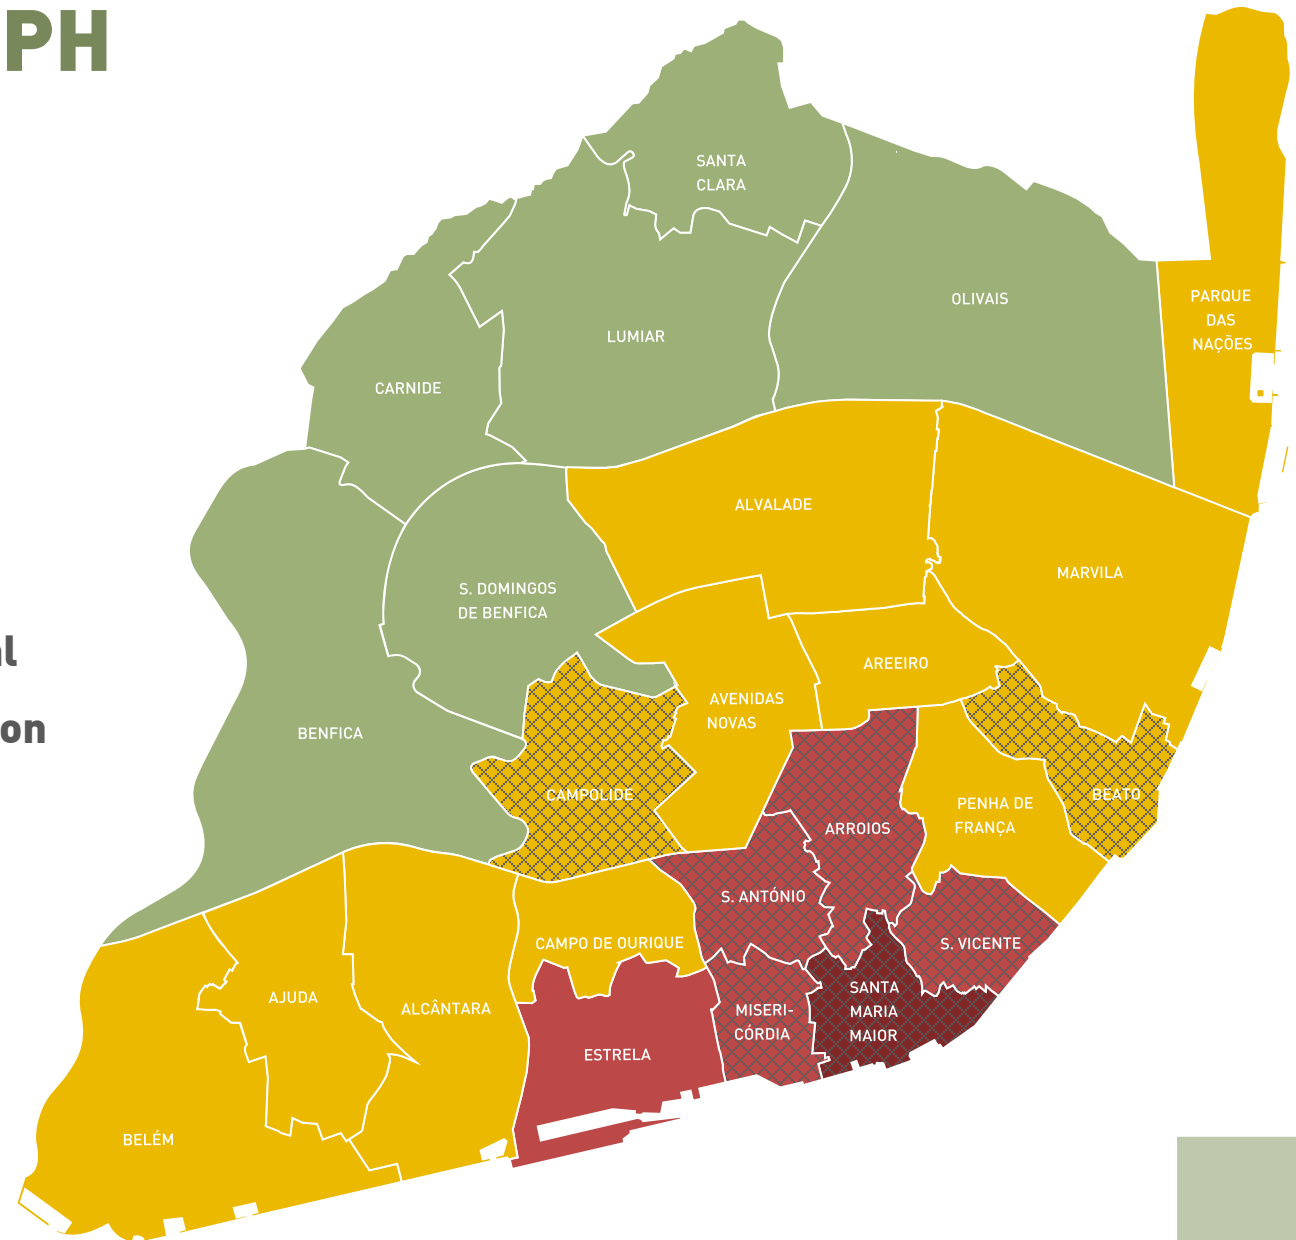 PH
SANTA
CLARA
OLIVAIS
PARQUE
DAS
NAÇÕES
LUMIAR
CARNIDE
ALVALADE
MARVILA
S. DOMINGOS
DE BENFICA
al
on
AREEIRO
AVENIDAS
NOVAS
BENFICA
CAMPOLIDE
BEATO
PENHA DE
FRANÇA
ARROIOS
S. ANTÓNIO
CAMPO DE OURIQUE
S. VICENTE
AJUDA
ALCÂNTARA
SANTA
MARIA
MAIOR
MISERI-
CÓRDIA
ESTRELA
BELÉM